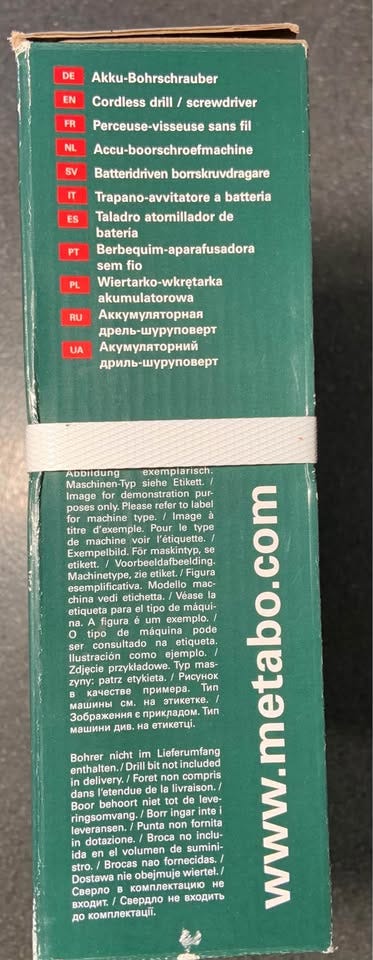 DE Akku-Bohrschrauber
EN Cordless drill / screwdriver
FR Perceuse-visseuse sans fil
NL Accu-boorschroefmachine
SV Batteridriven borrskruvdragare
IT Trapano-avvitatore a batteria
ES Taladro atornillador de
batería
PT Berbequim-aparafusadora
sem fio
PL Wiertarko-wkrętarka
akumulatorowa
RU Аккумуляторная
дрель-шуруповерт
UA Акумуляторний
дриль-шуруповерт
Abbildung exemplarisch.
Maschinen-Typ siehe Etikett. /
Image for demonstration pur-
poses only. Please refer to label
for machine type. / Image à
titre d'exemple. Pour le type
de machine voir l'étiquette. /
Exempelbild. För maskintyp, se
etikett. / Voorbeeldafbeelding.
Machinetype, zie etiket. / Figura
esemplificativa. Modello mac-
china vedi etichetta. / Véase la
etiqueta para el tipo de máqui-
na. A figura é um exemplo. /
O tipo de máquina pode
ser consultado na etiqueta.
Ilustración como ejemplo. /
Zdjęcie przykładowe. Typ mas-
zyny: patrz etykieta. / Рисунок
в качестве примера. Тип
машины см. на этикетке. /
Зображення є прикладом. Тип
машини див. на етикетці.
Bohrer nicht im Lieferumfang
enthalten. / Drill bit not included
in delivery. / Foret non compris
dans l'étendue de la livraison. /
Boor behoort niet tot de leve-
ringsomvang. / Borr ingar inte i
leveransen. / Punta non fornita
in dotazione. / Broca no inclu-
ida en el volumen de sumini-
stro. / Brocas nao fornecidas. /
Dostawa nie obejmuje wierteł. /
Сверло в комплектацию не
входит. / Свердло не входить
до комплектації.
www.metabo.com